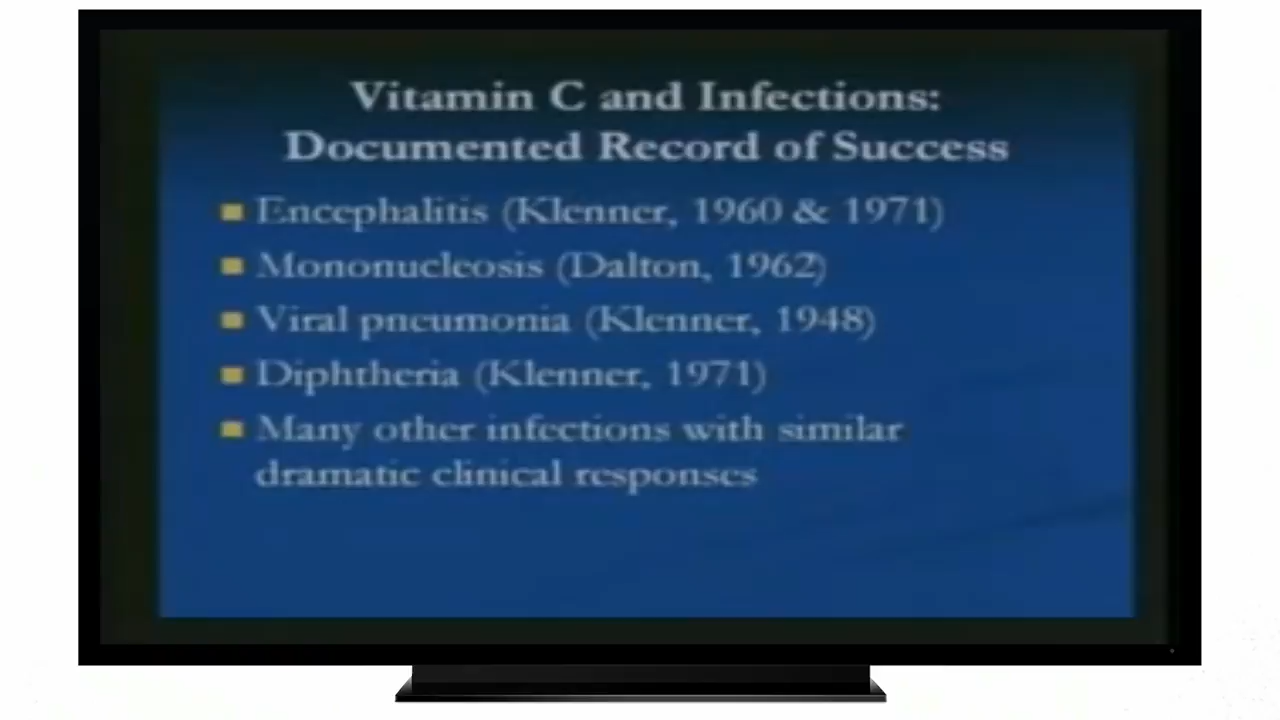 Vitamin C and Infections:
Documented Record of Success
Encephalitis (Klenner, 1960 & 1971)
Mononucleosis (Dalton, 1962)
Viral pneumonia (Klenner, 1948)
Diphtheria (Klenner, 1971)
Many other infections with similar
dramatic clinical responses